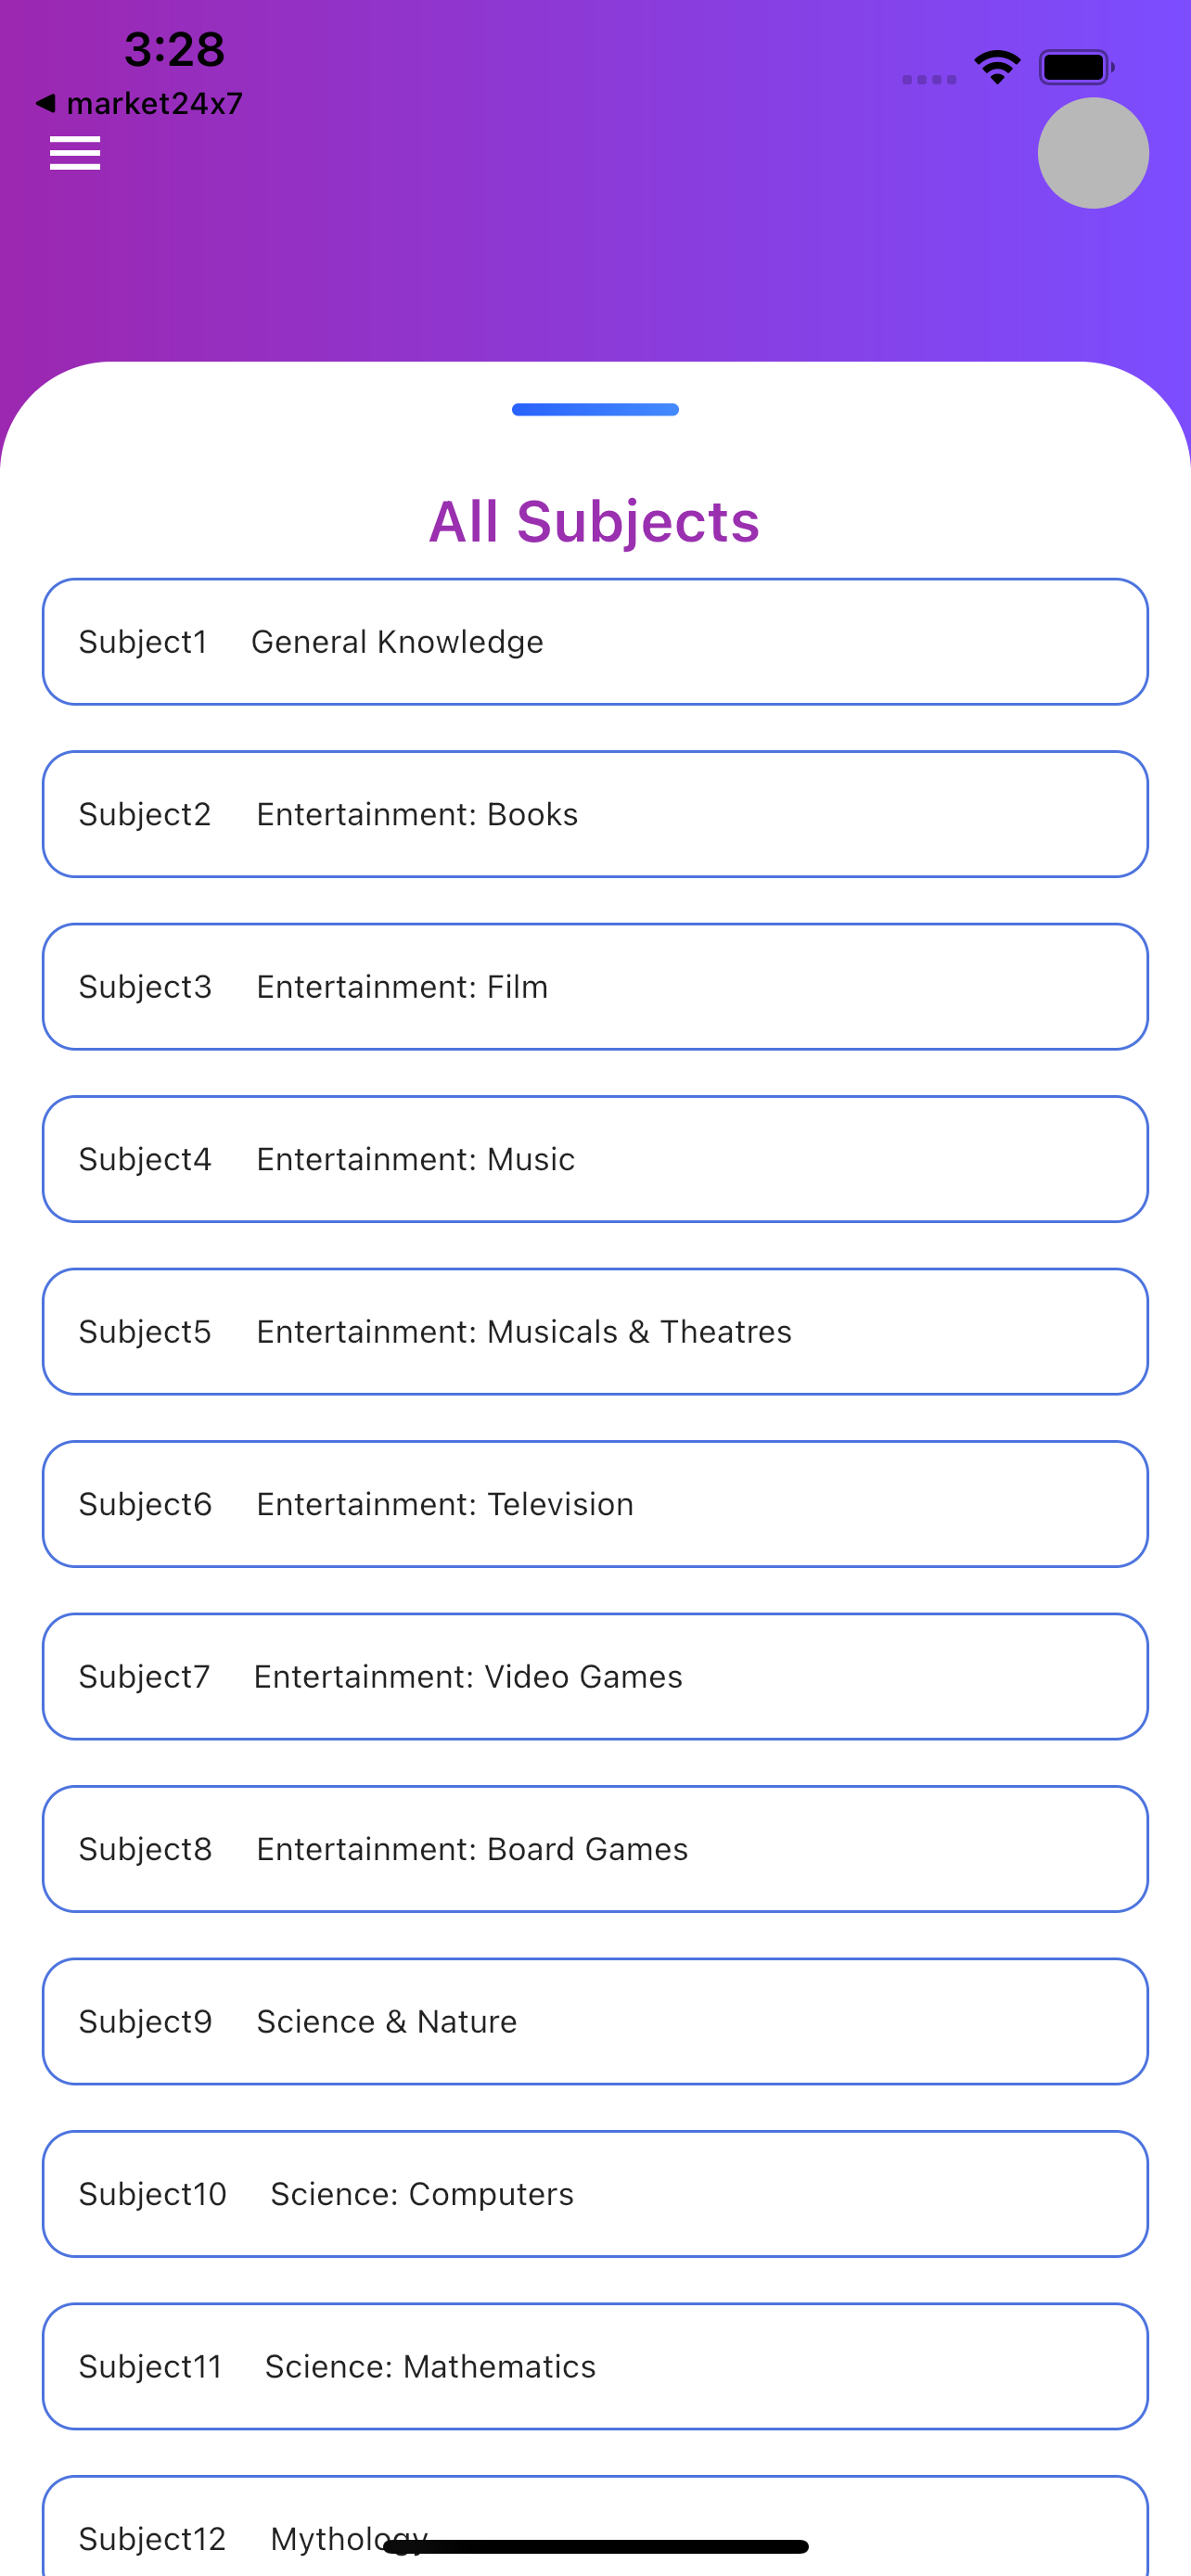 3:28
◀ market24x7
All Subjects
Subject1 General Knowledge
Subject2 Entertainment: Books
Subject3 Entertainment: Film
Subject4 Entertainment: Music
Subject5 Entertainment: Musicals & Theatres
Subject6 Entertainment: Television
Subject7 Entertainment: Video Games
Subject8 Entertainment: Board Games
Subject9 Science & Nature
Subject10 Science: Computers
Subject11 Science: Mathematics
Subject12 Mythology